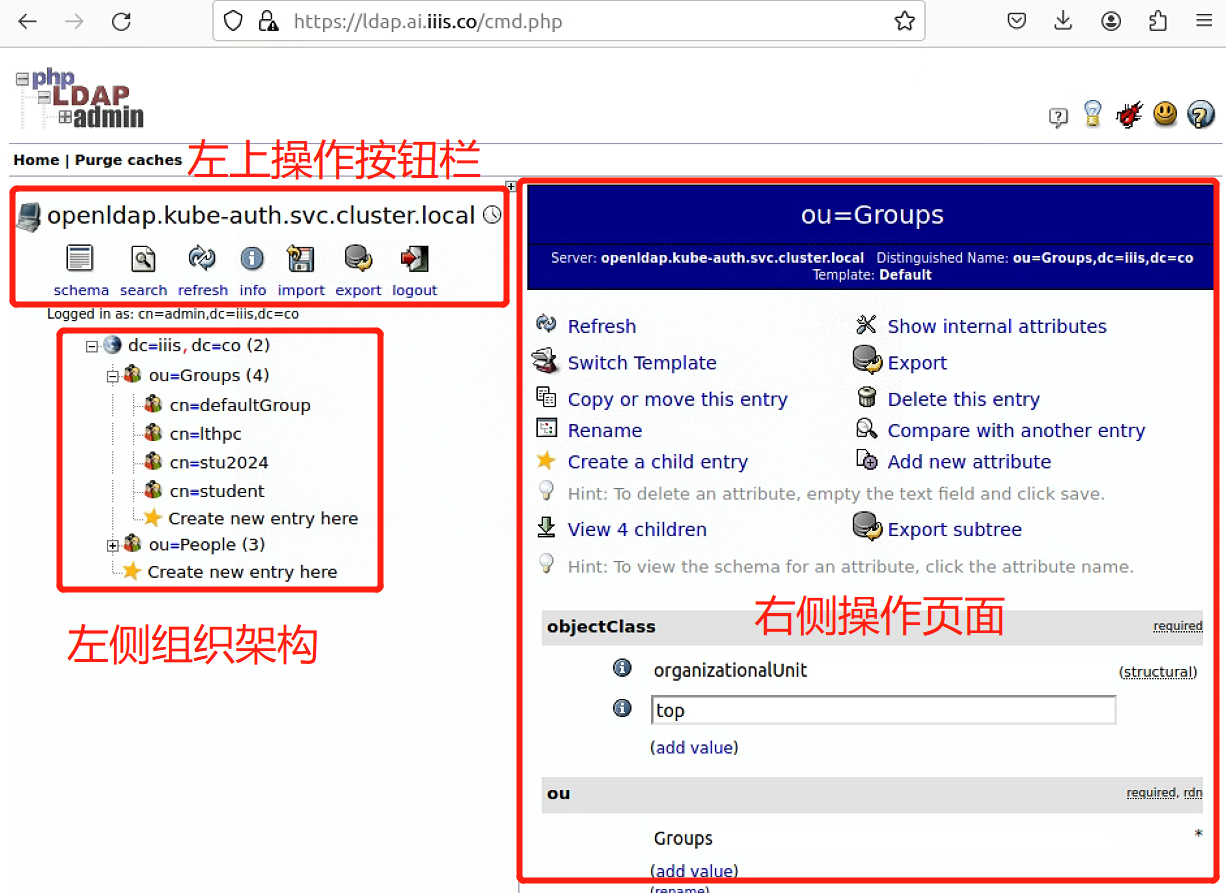 https://ldap.ai.iiis.co/cmd.php
php
LDAP
admin
Home | Purge caches
左上操作按钮栏
openldap.kube-auth.svc.cluster.local
schema search refresh info import export logout
Logged in as: cn=admin,dc=iiis,dc=co
dc=iiis,dc=co (2)
ou=Groups (4)
cn=defaultGroup
cn=lthpc
cn=stu2024
cn=student
Create new entry here
ou=People (3)
Create new entry here
左侧组织架构
ou=Groups
Server: openldap.kube-auth.svc.cluster.local Distinguished Name: ou=Groups,dc=iiis,dc=co
Template: Default
Refresh Show internal attributes
Switch Template Export
Copy or move this entry Delete this entry
Rename Compare with another entry
Create a child entry Add new attribute
Hint: To delete an attribute, empty the text field and click save.
View 4 children Export subtree
Hint: To view the schema for an attribute, click the attribute name.
右侧操作页面
objectClass required
organizationalUnit (structural)
top
(add value)
ou required, rdn
Groups *
(add value)
(rename)